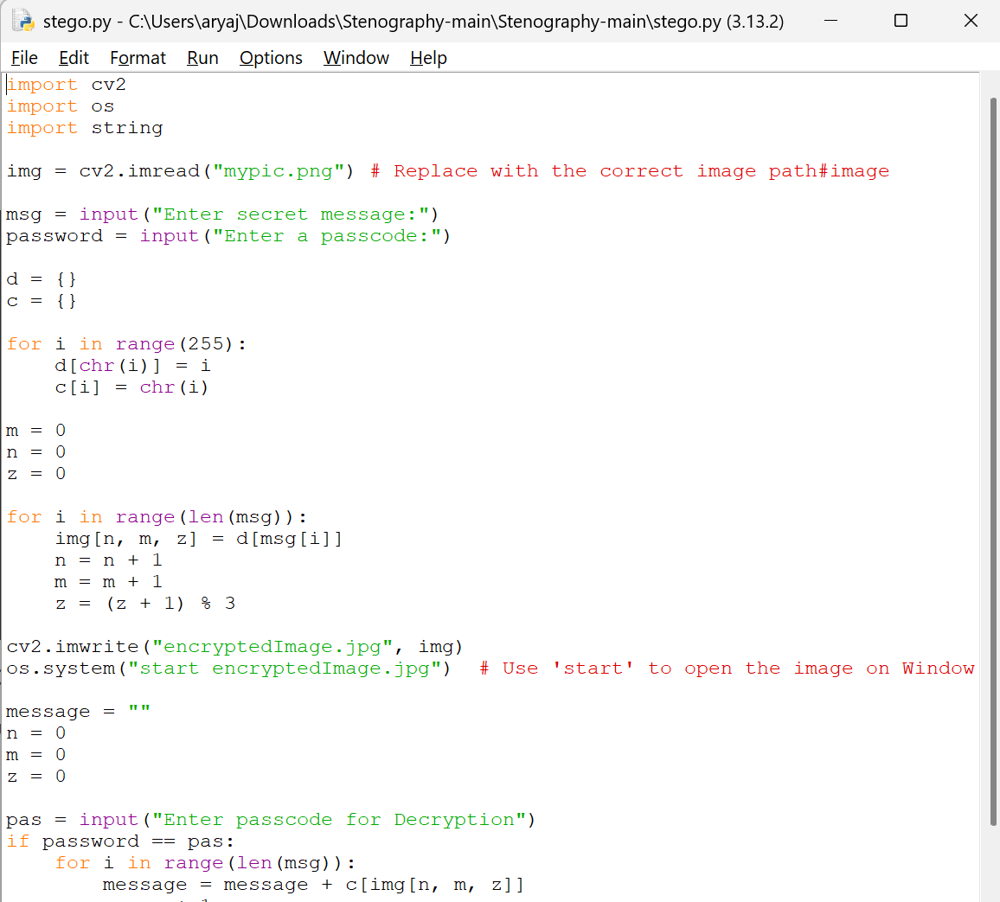 stego.py - C:\Users\aryaj\Downloads\Stenography-main\Stenography-main\stego.py (3.13.2)
File Edit Format Run Options Window Help
import cv2
import os
import string

img = cv2.imread("mypic.png") # Replace with the correct image path#image

msg = input("Enter secret message:")
password = input("Enter a passcode:")

d = {}
c = {}

for i in range(255):
    d[chr(i)] = i
    c[i] = chr(i)

m = 0
n = 0
z = 0

for i in range(len(msg)):
    img[n, m, z] = d[msg[i]]
    n = n + 1
    m = m + 1
    z = (z + 1) % 3

cv2.imwrite("encryptedImage.jpg", img)
os.system("start encryptedImage.jpg")  # Use 'start' to open the image on Window

message = ""
n = 0
m = 0
z = 0

pas = input("Enter passcode for Decryption")
if password == pas:
    for i in range(len(msg)):
        message = message + c[img[n, m, z]]